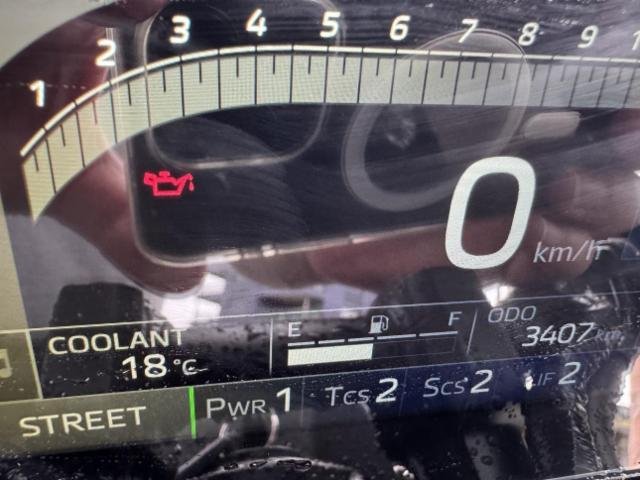 1 2 3 4 5 6 7 8 9
0 km/h
COOLANT E F ODO
18 °C 3407 km
STREET PWR 1 TCS 2 SCS 2 LIF 2